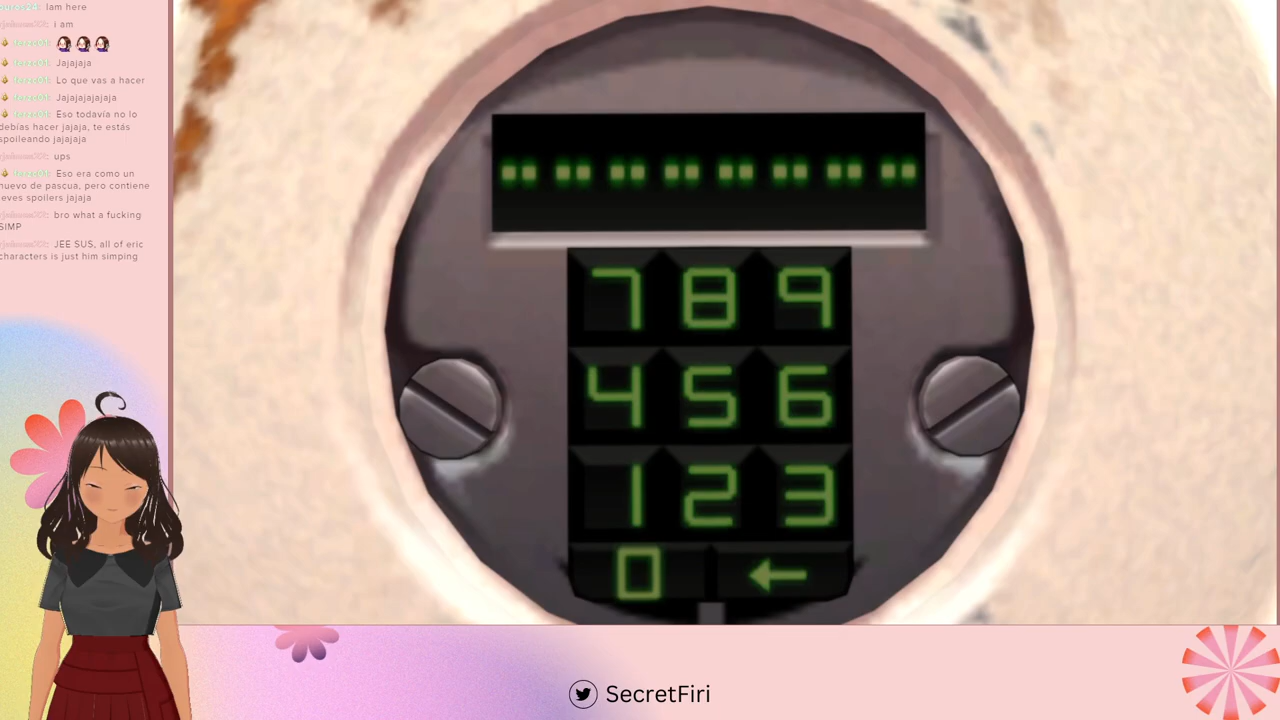 Iam here
i am
Jajajaja
Lo que vas a hacer
Jajajajajajaja
Eso todavía no lo
debías hacer jajaja, te estás
spoileando jajajaja
ups
Eso era como un
huevo de pascua, pero contiene
leves spoilers jajaja
bro what a fucking
SIMP
JEE SUS, all of eric
characters is just him simping
7 8 9
4 5 6
1 2 3
0 ←
SecretFiri